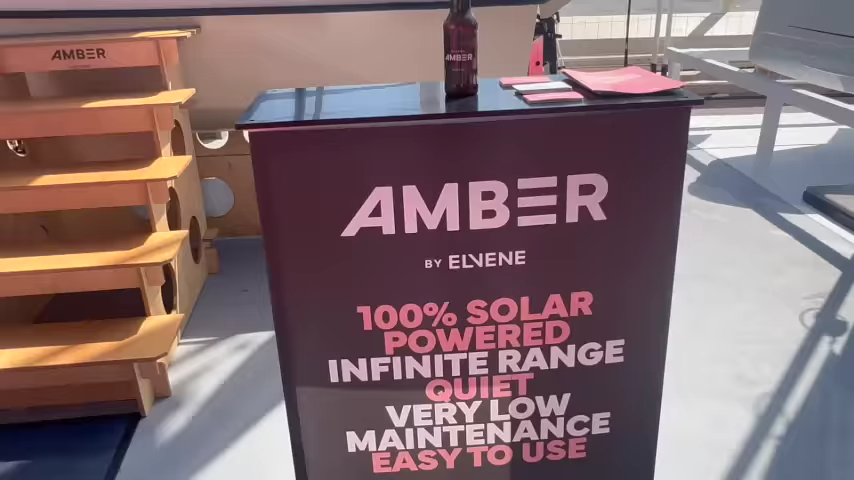 AMBER
AMBER
AMBER
BY ELVENE
100% SOLAR
POWERED
INFINITE RANGE
QUIET
VERY LOW
MAINTENANCE
EASY TO USE